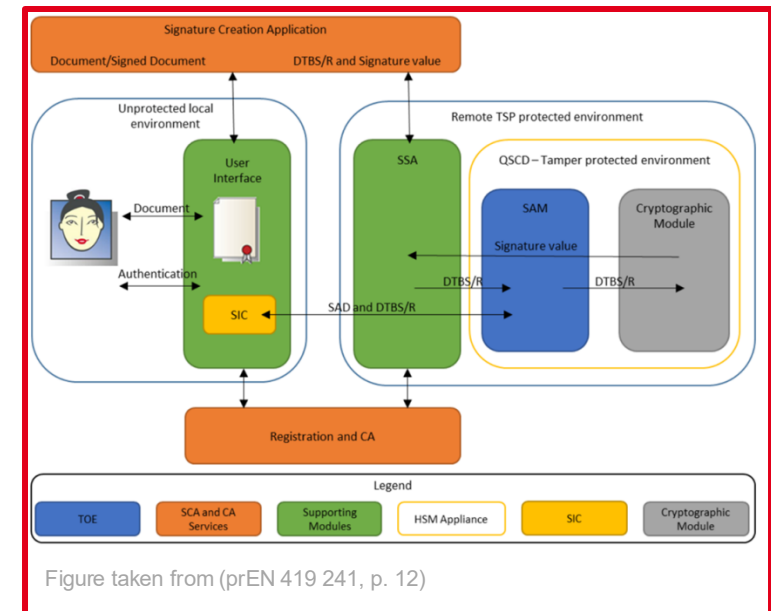 Signature Creation Application
Document/Signed Document
DTBS/R and Signature value
Unprotected local
environment
Remote TSP protected environment
User
Interface
SSA
QSCD – Tamper protected environment
SAM
Cryptographic
Module
Document
Signature value
Authentication
DTBS/R
DTBS/R
SIC
SAD and DTBS/R
Registration and CA
Legend
TOE
SCA and CA
Services
Supporting
Modules
HSM Appliance
SIC
Cryptographic
Module
Figure taken from (prEN 419 241, p. 12)